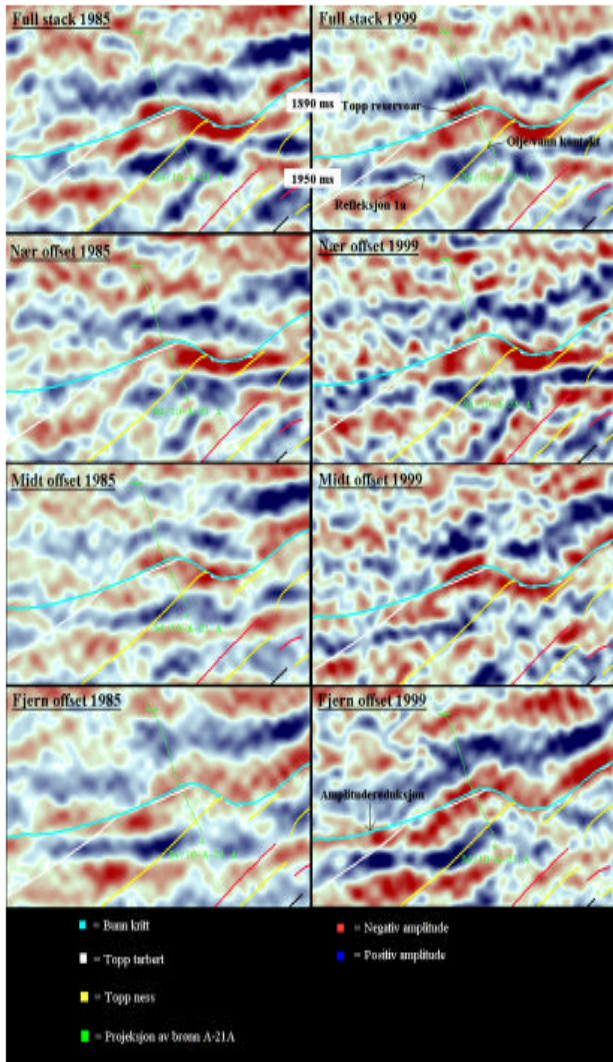 Full stack 1985
Full stack 1999
1890 ms
Topp reservoar
Olje/vann kontakt
1950 ms
Refleksjon 1a
Nær offset 1985
Nær offset 1999
Midt offset 1985
Midt offset 1999
Fjern offset 1985
Fjern offset 1999
Amplitudereduksjon
= Bunn kritt
= Negativ amplitude
= Topp tarbert
= Positiv amplitude
= Topp ness
= Projeksjon av brønn A-21A